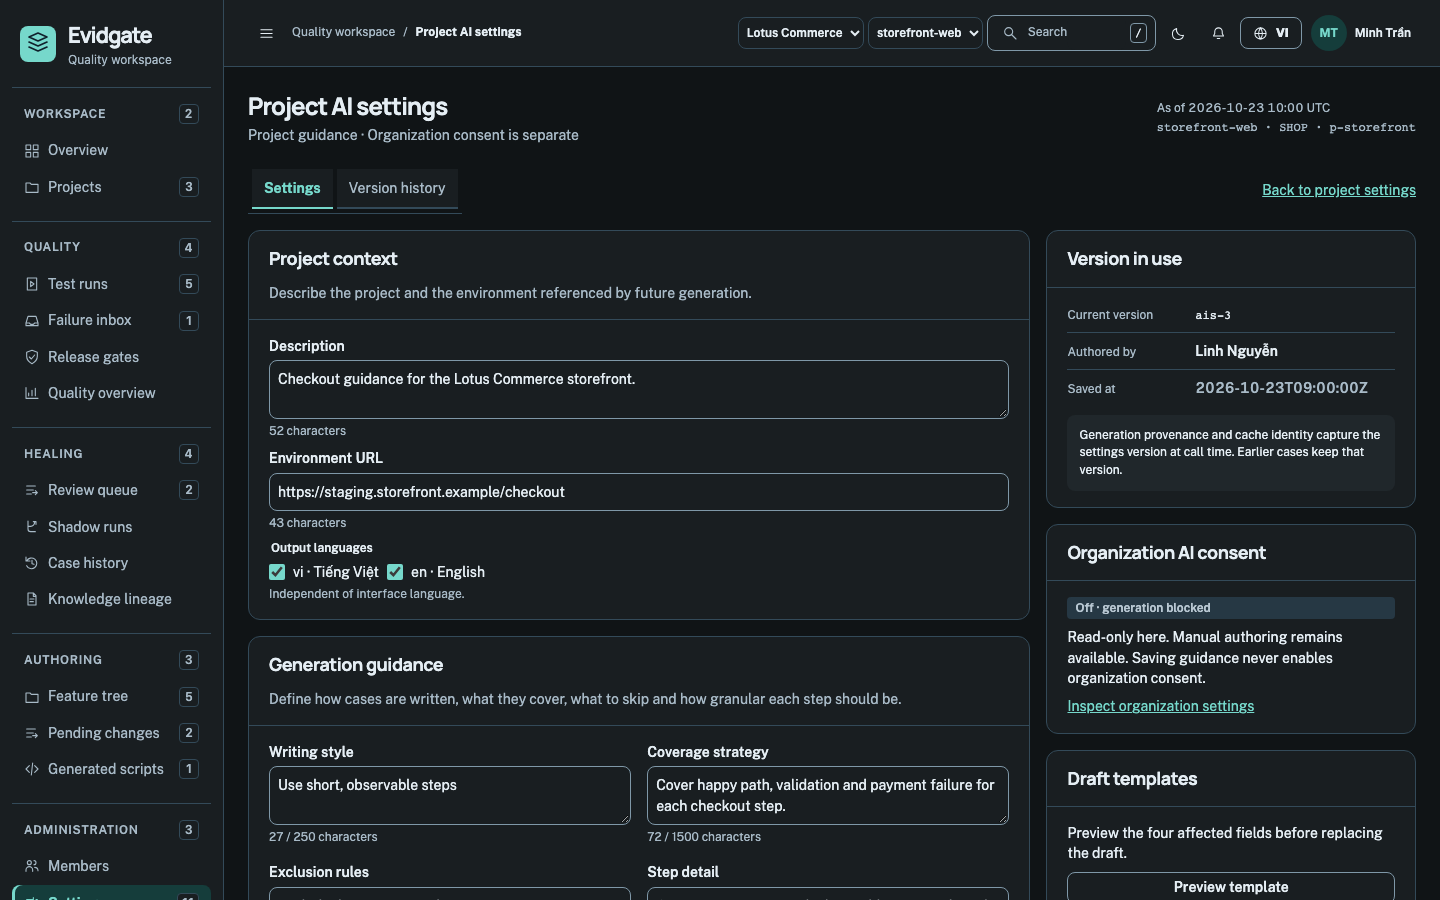 Evidgate
Quality workspace
WORKSPACE 2
Overview
Projects 3
QUALITY 4
Test runs 5
Failure inbox 1
Release gates
Quality overview
HEALING 4
Review queue 2
Shadow runs
Case history
Knowledge lineage
AUTHORING 3
Feature tree 5
Pending changes 2
Generated scripts 1
ADMINISTRATION 3
Members
Quality workspace / Project AI settings
Lotus Commerce
storefront-web
Search /
VI
MT Minh Trần
Project AI settings
Project guidance · Organization consent is separate
As of 2026-10-23 10:00 UTC
storefront-web · SHOP · p-storefront
Settings
Version history
Back to project settings
Project context
Describe the project and the environment referenced by future generation.
Description
Checkout guidance for the Lotus Commerce storefront.
52 characters
Environment URL
https://staging.storefront.example/checkout
43 characters
Output languages
vi · Tiếng Việt en · English
Independent of interface language.
Generation guidance
Define how cases are written, what they cover, what to skip and how granular each step should be.
Writing style
Use short, observable steps
27 / 250 characters
Coverage strategy
Cover happy path, validation and payment failure for
each checkout step.
72 / 1500 characters
Exclusion rules
Step detail
Version in use
Current version ais-3
Authored by Linh Nguyễn
Saved at 2026-10-23T09:00:00Z
Generation provenance and cache identity capture the
settings version at call time. Earlier cases keep that
version.
Organization AI consent
Off · generation blocked
Read-only here. Manual authoring remains
available. Saving guidance never enables
organization consent.
Inspect organization settings
Draft templates
Preview the four affected fields before replacing
the draft.
Preview template